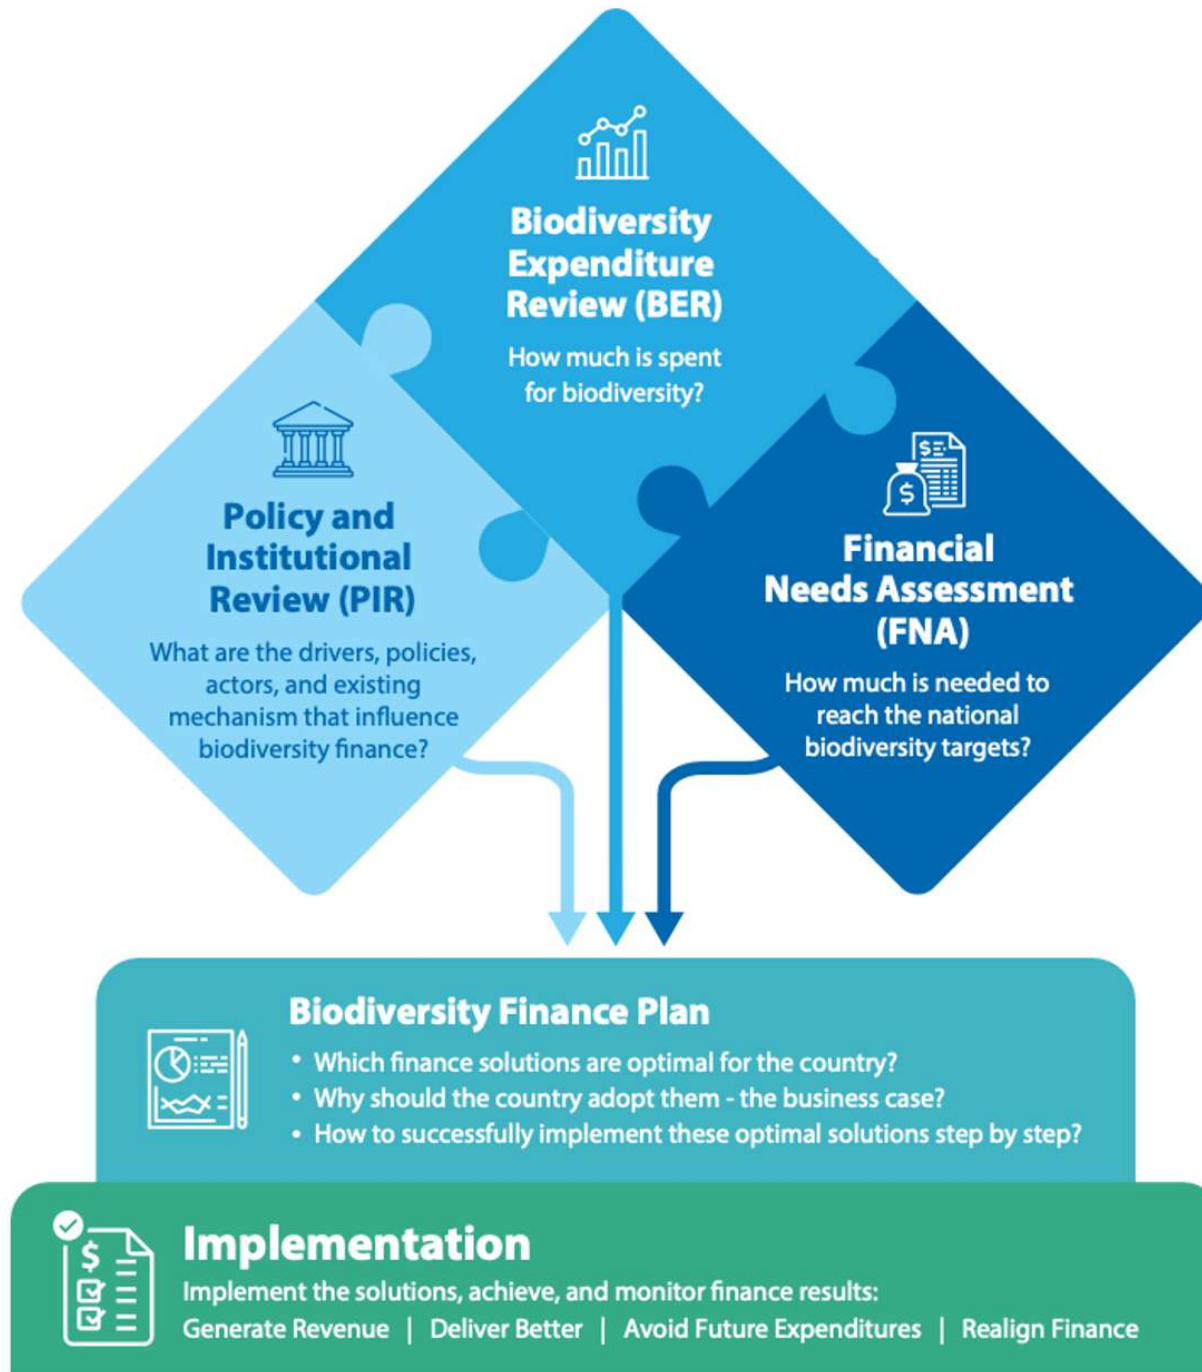 Biodiversity
Expenditure
Review (BER)
How much is spent
for biodiversity?
Policy and
Institutional
Review (PIR)
What are the drivers, policies,
actors, and existing
mechanism that influence
biodiversity finance?
$=.
$
Financial
Needs Assessment
(FNA)
How much is needed to
reach the national
biodiversity targets?
Biodiversity Finance Plan
• Which finance solutions are optimal for the country?
• Why should the country adopt them - the business case?
• How to successfully implement these optimal solutions step by step?
$
Implementation
Implement the solutions, achieve, and monitor finance results:
Generate Revenue | Deliver Better | Avoid Future Expenditures | Realign Finance